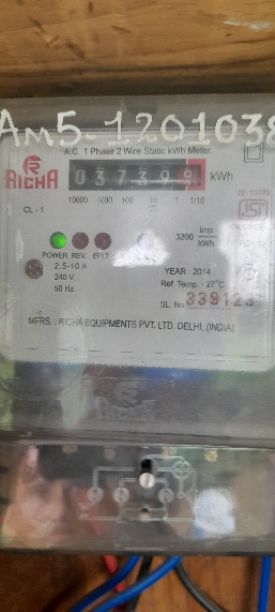 AM5-1201038
A.C. 1 Phase 2 Wire Static kWh Meter.
R
RICHA
037399 kWh
10000 1000 100 10 1 1/10
CL - 1
3200 imp/kWh
POWER REV. E/F.T
2.5-10 A
240 V.
50 Hz.
YEAR : 2014
Ref Temp. - 27°C
SL. No. 339123
MFRS. : RICHA EQUIPMENTS PVT. LTD. DELHI, (INDIA)
RICHA